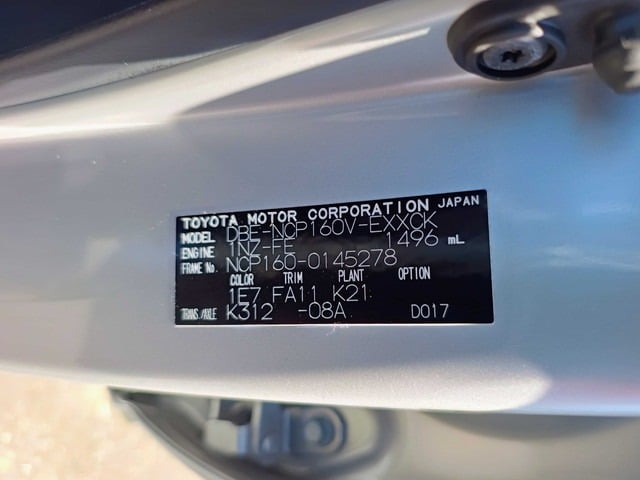 TOYOTA MOTOR CORPORATION JAPAN
MODEL DBE-NCP160V-EXXCK
ENGINE 1NZ-FE 1496 mL
FRAME No. NCP160-0145278
COLOR TRIM PLANT OPTION
1E7 FA11 K21
TRANS./AXLE K312 -08A D017